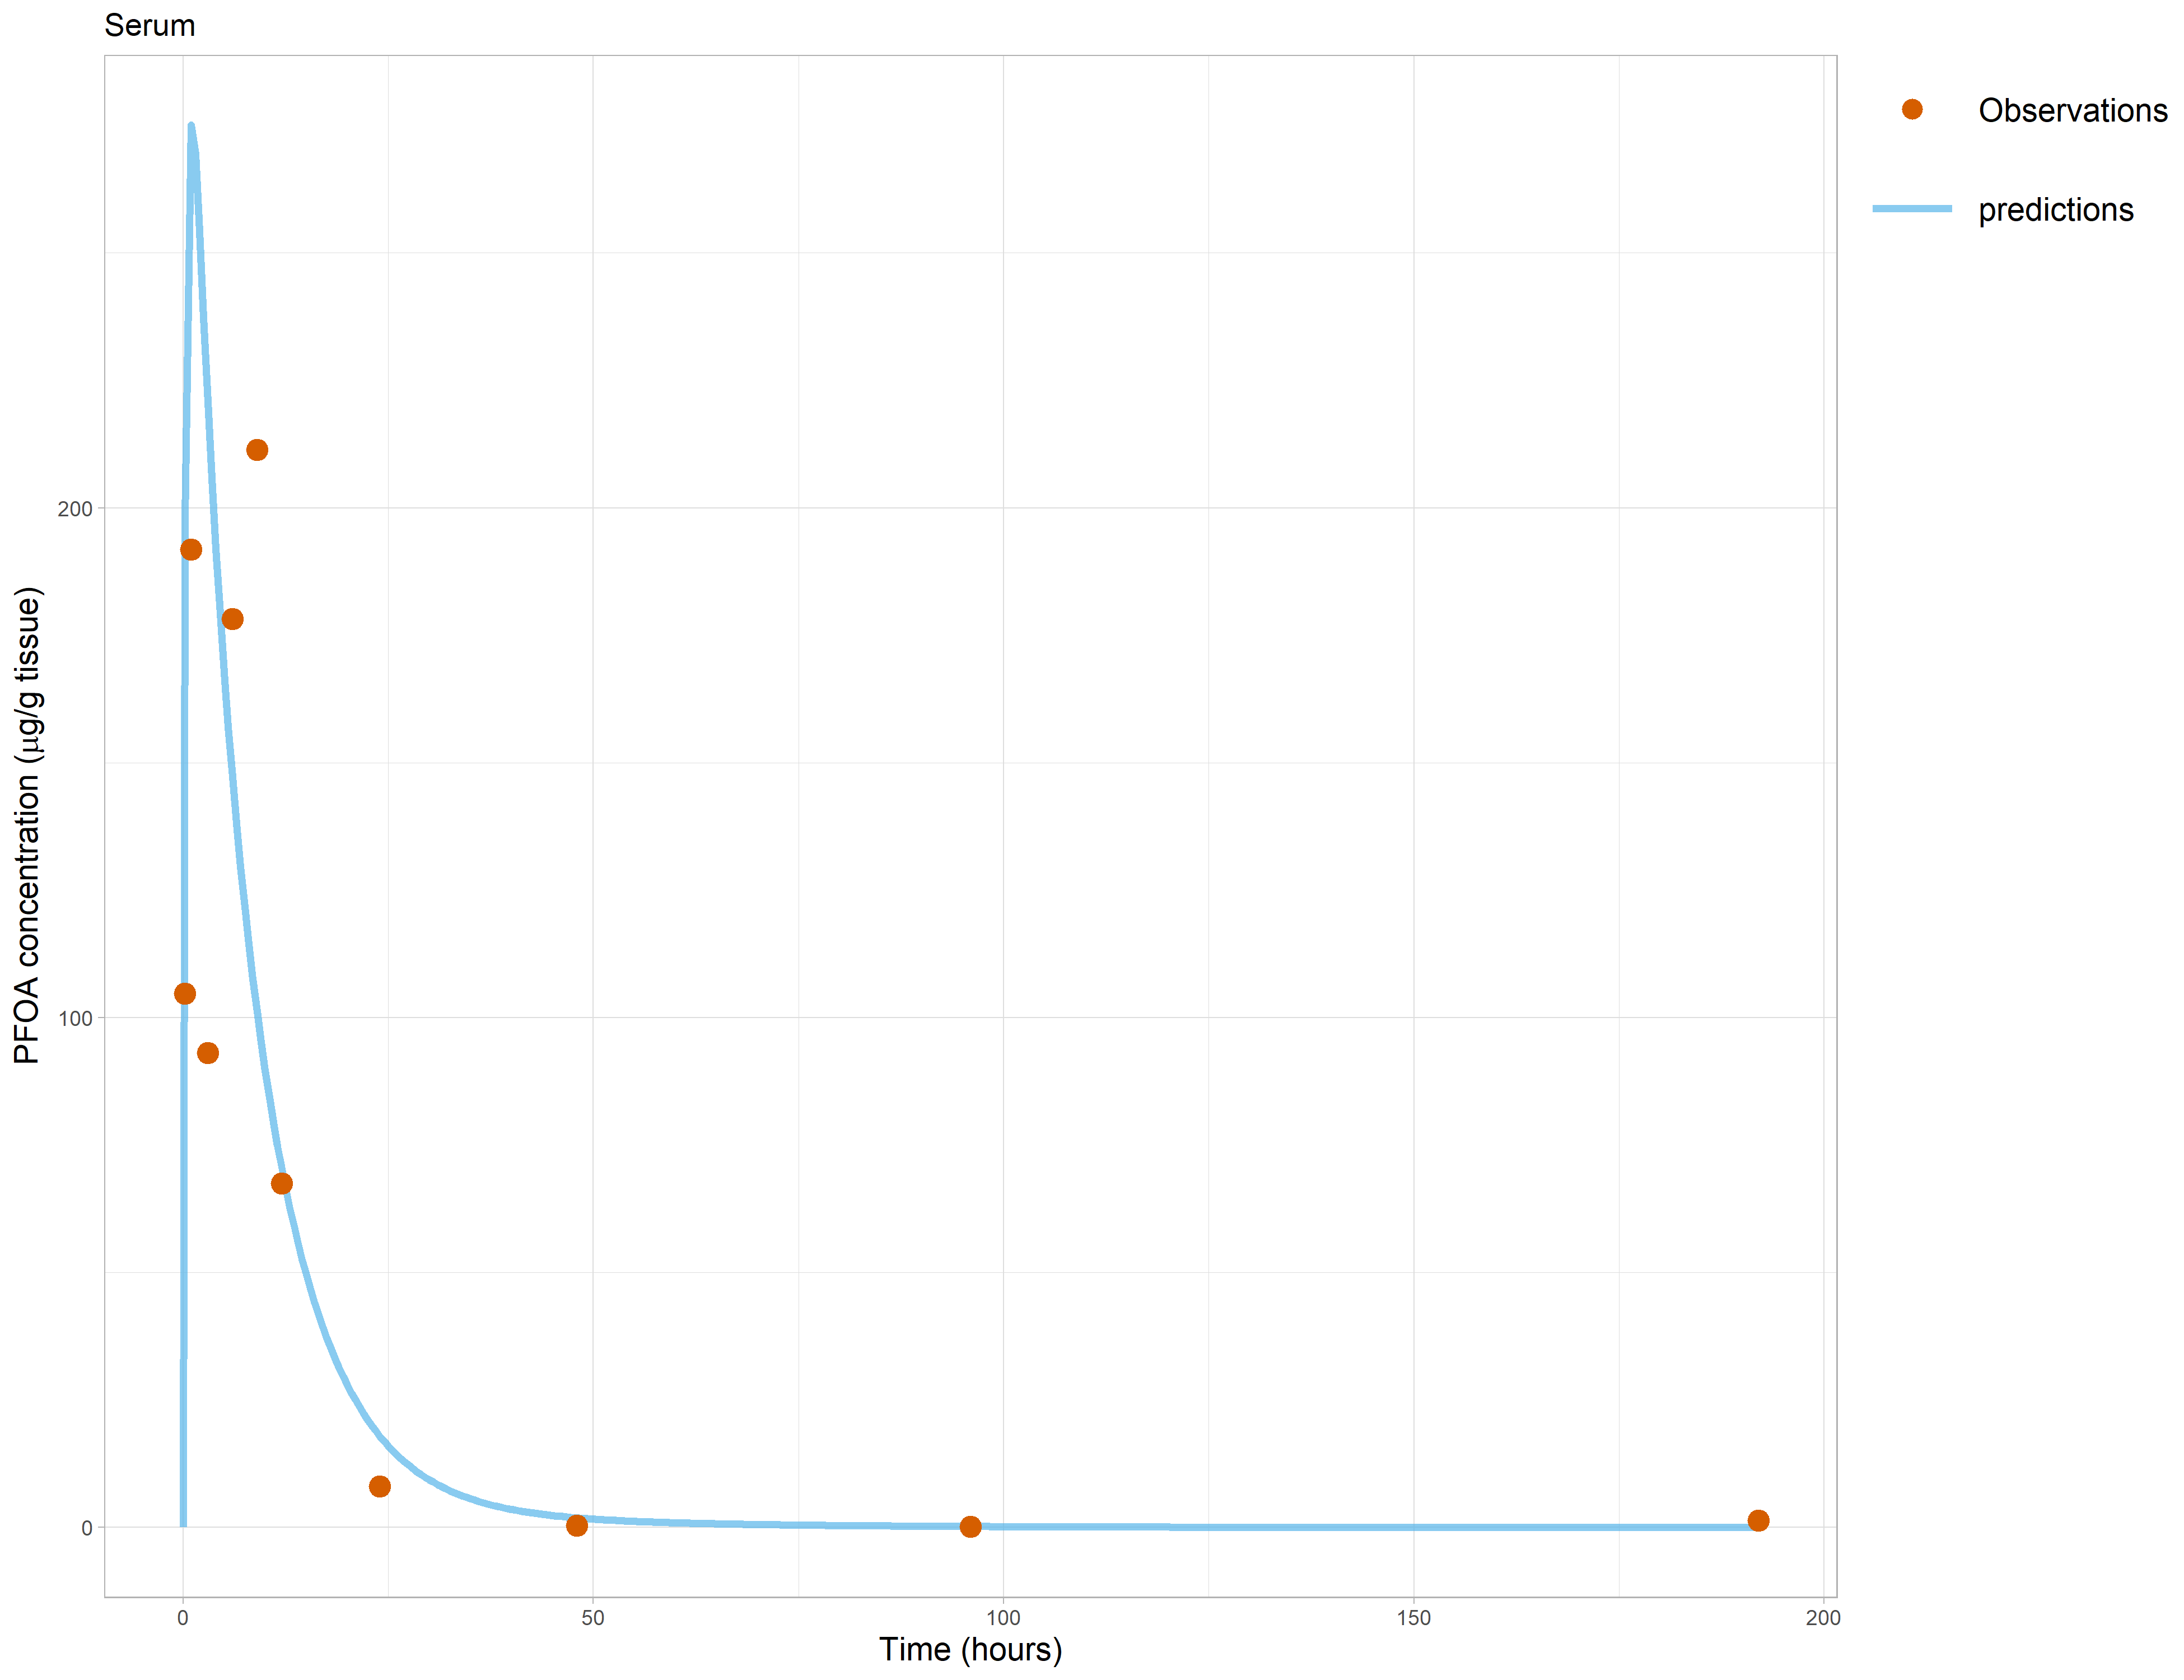 Serum
Observations
predictions
PFOA concentration (μg/g tissue)
200
100
0
0 50 100 150 200
Time (hours)